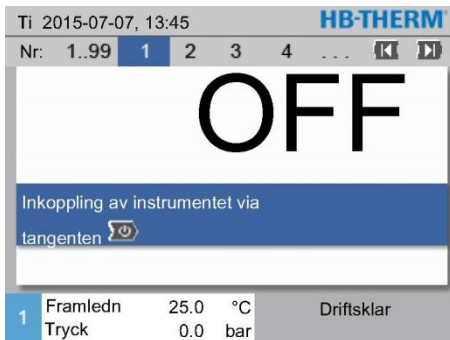 Ti 2015-07-07, 13:45 HB-THERM
Nr: 1..99 1 2 3 4 ...
OFF
Inkoppling av instrumentet via
tangenten
1 Framledn 25.0 °C Driftsklar
Tryck 0.0 bar